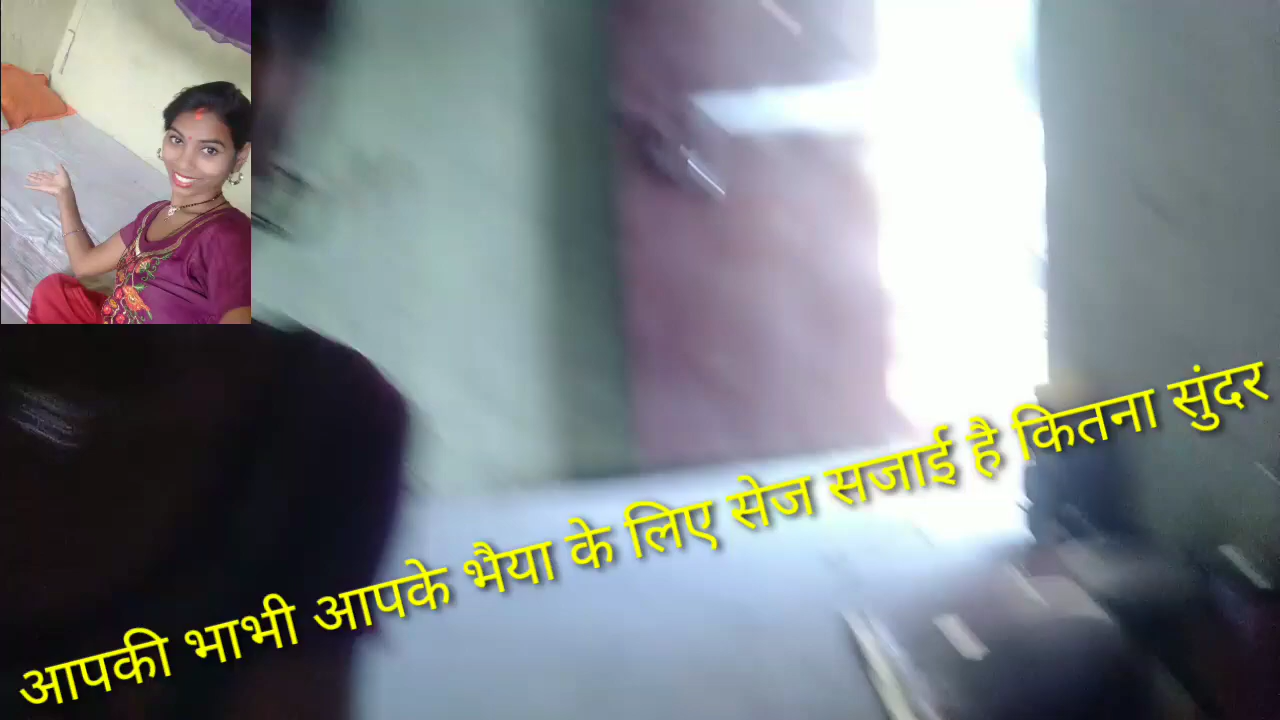 आपकी भाभी आपके भैया के लिए सेज सजाई है कितना सुंदर